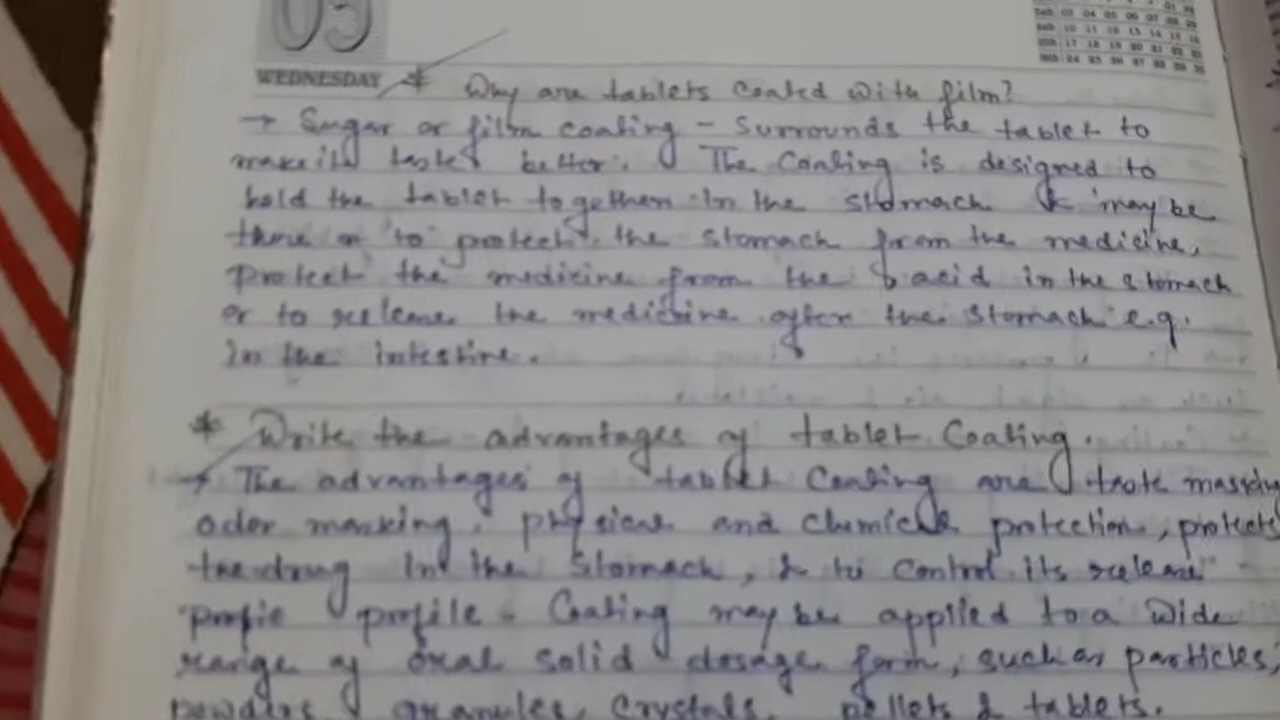 05
WEDNESDAY
* Why are tablets coated with film?
→ Sugar or film coating - Surrounds the tablet to
make it taste better. The Coating is designed to
hold the tablet together in the stomach & may be
there to protect the stomach from the medicine,
protect the medicine from the acid in the stomach
or to release the medicine after the stomach e.g.
in the intestine.
* Write the advantages of tablet Coating.
→ The advantages of tablet Coating are taste masking
odor masking, physical and chemical protection, protects
the drug in the stomach, & to control its release
profie profile. Coating may be applied to a wide
range of oral solid dosage form, such as particles,
powders, granules, crystals, pellets & tablets.